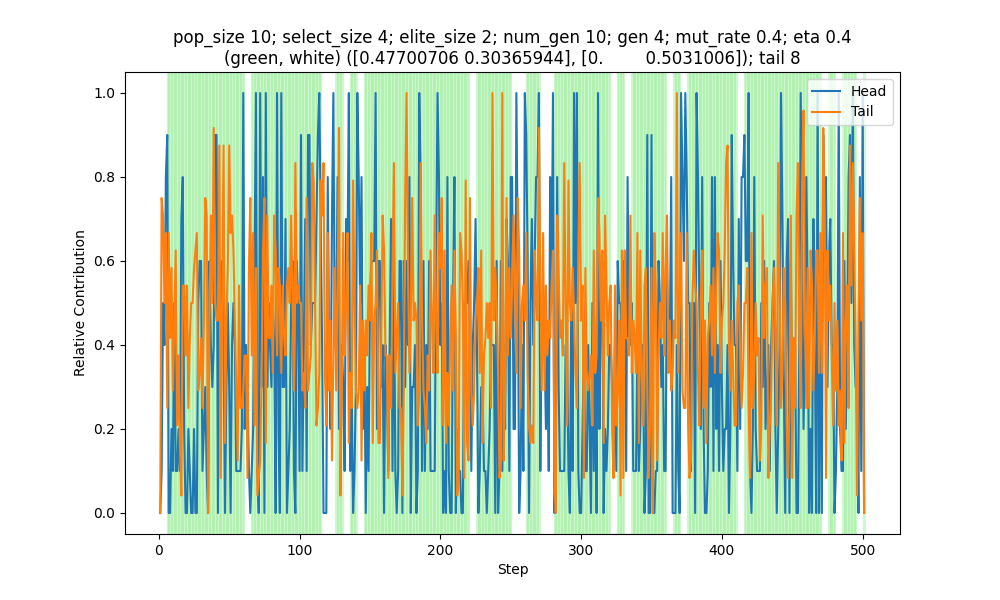 pop_size 10; select_size 4; elite_size 2; num_gen 10; gen 4; mut_rate 0.4; eta 0.4
(green, white) ([0.47700706 0.30365944], [0.         0.5031006]); tail 8
Head
Tail
Relative Contribution
1.0
0.8
0.6
0.4
0.2
0.0
0
100
200
300
400
500
Step